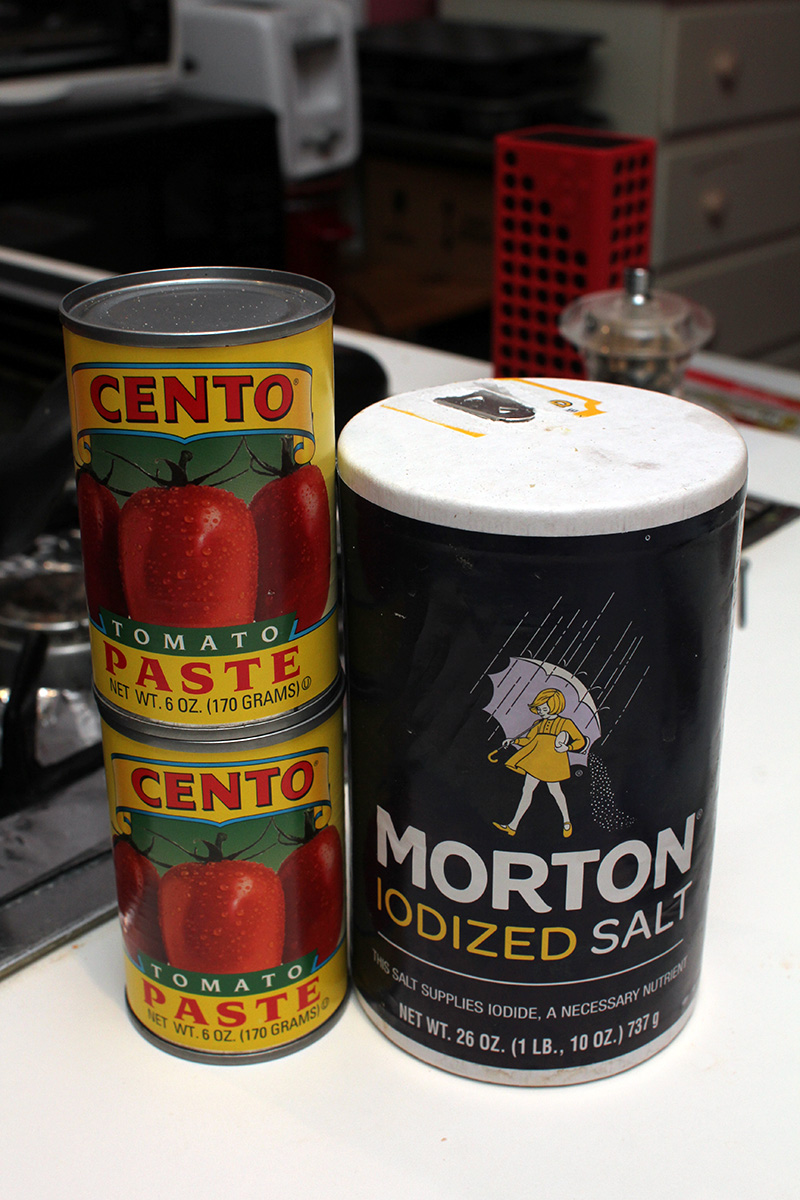 CENTO®
TOMATO
PASTE
NET WT. 6 OZ. (170 GRAMS) Ⓤ
CENTO®
TOMATO
PASTE
NET WT. 6 OZ. (170 GRAMS) Ⓤ
MORTON®
IODIZED SALT
THIS SALT SUPPLIES IODIDE, A NECESSARY NUTRIENT
NET WT. 26 OZ. (1 LB., 10 OZ.) 737 g